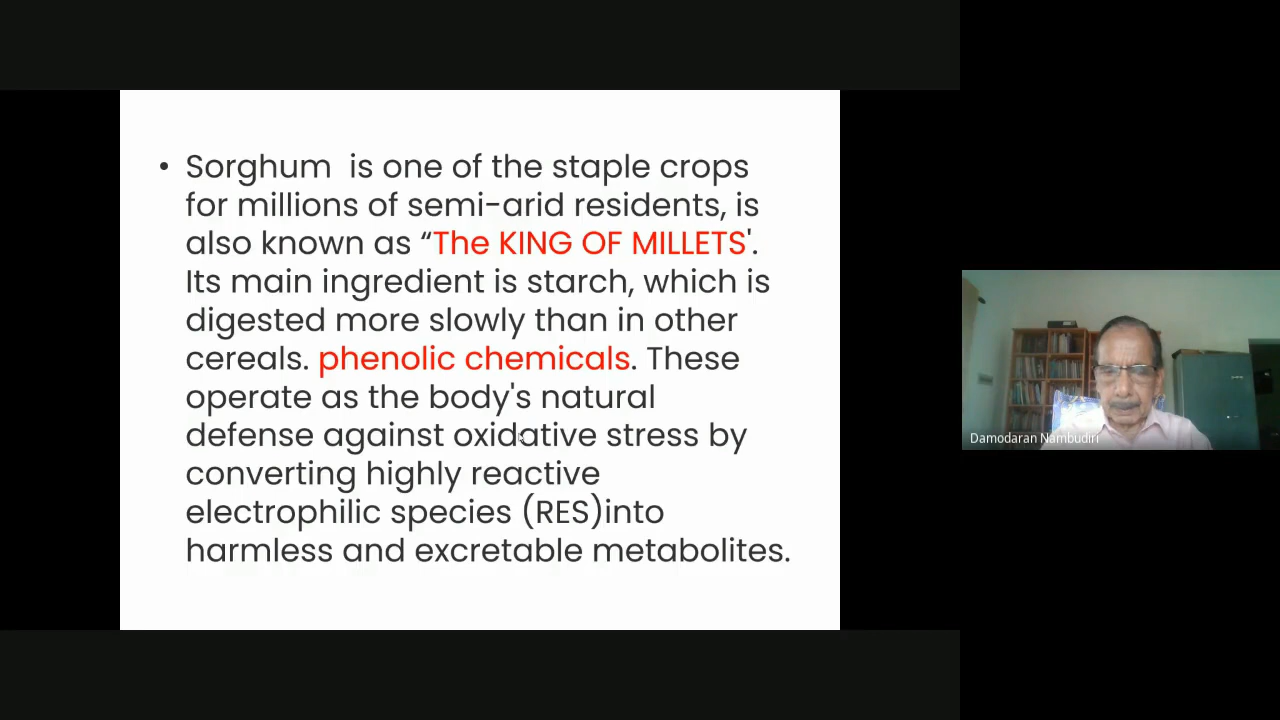 • Sorghum  is one of the staple crops
for millions of semi-arid residents, is
also known as “The KING OF MILLETS'.
Its main ingredient is starch, which is
digested more slowly than in other
cereals. phenolic chemicals. These
operate as the body's natural
defense against oxidative stress by
converting highly reactive
electrophilic species (RES)into
harmless and excretable metabolites.
Damodaran Nambudiri